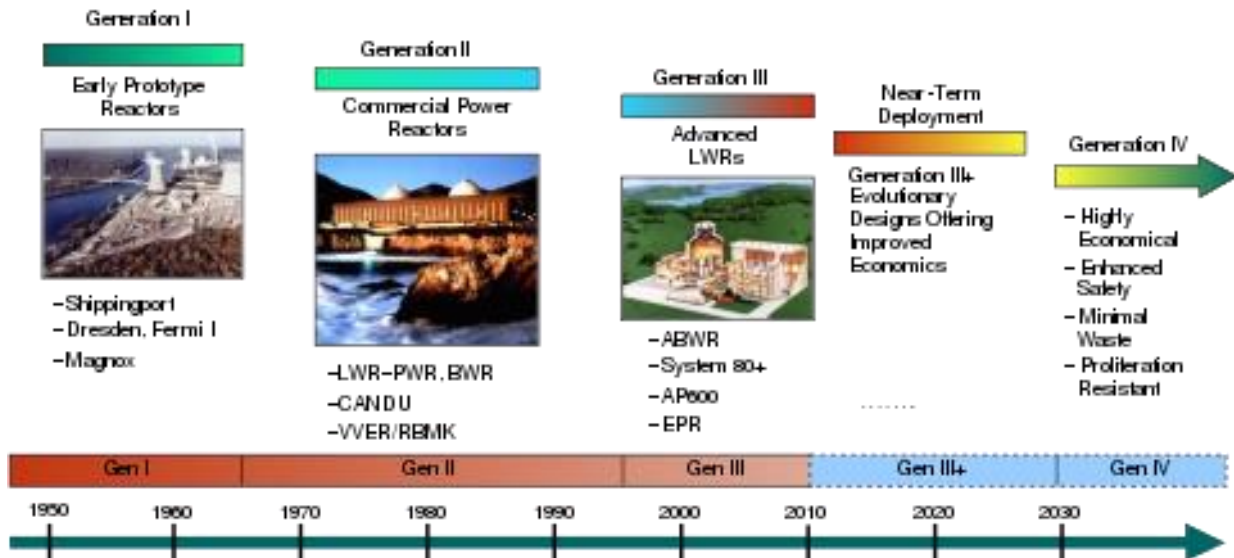 Generation I
Early Prototype
Reactors
–Shippingport
–Dresden, Fermi I
–Magnox
Generation II
Commercial Power
Reactors
–LWR–PWR, BWR
–CANDU
–VVER/RBMK
Generation III
Advanced
LWRs
–ABWR
–System 80+
–AP600
–EPR
Near-Term
Deployment
Generation III+
Evolutionary
Designs Offering
Improved
Economics
Generation IV
– Highly
Economical
– Enhanced
Safety
– Minimal
Waste
– Proliferation
Resistant
Gen I
Gen II
Gen III
Gen III+
Gen IV
1950
1960
1970
1980
1990
2000
2010
2020
2030